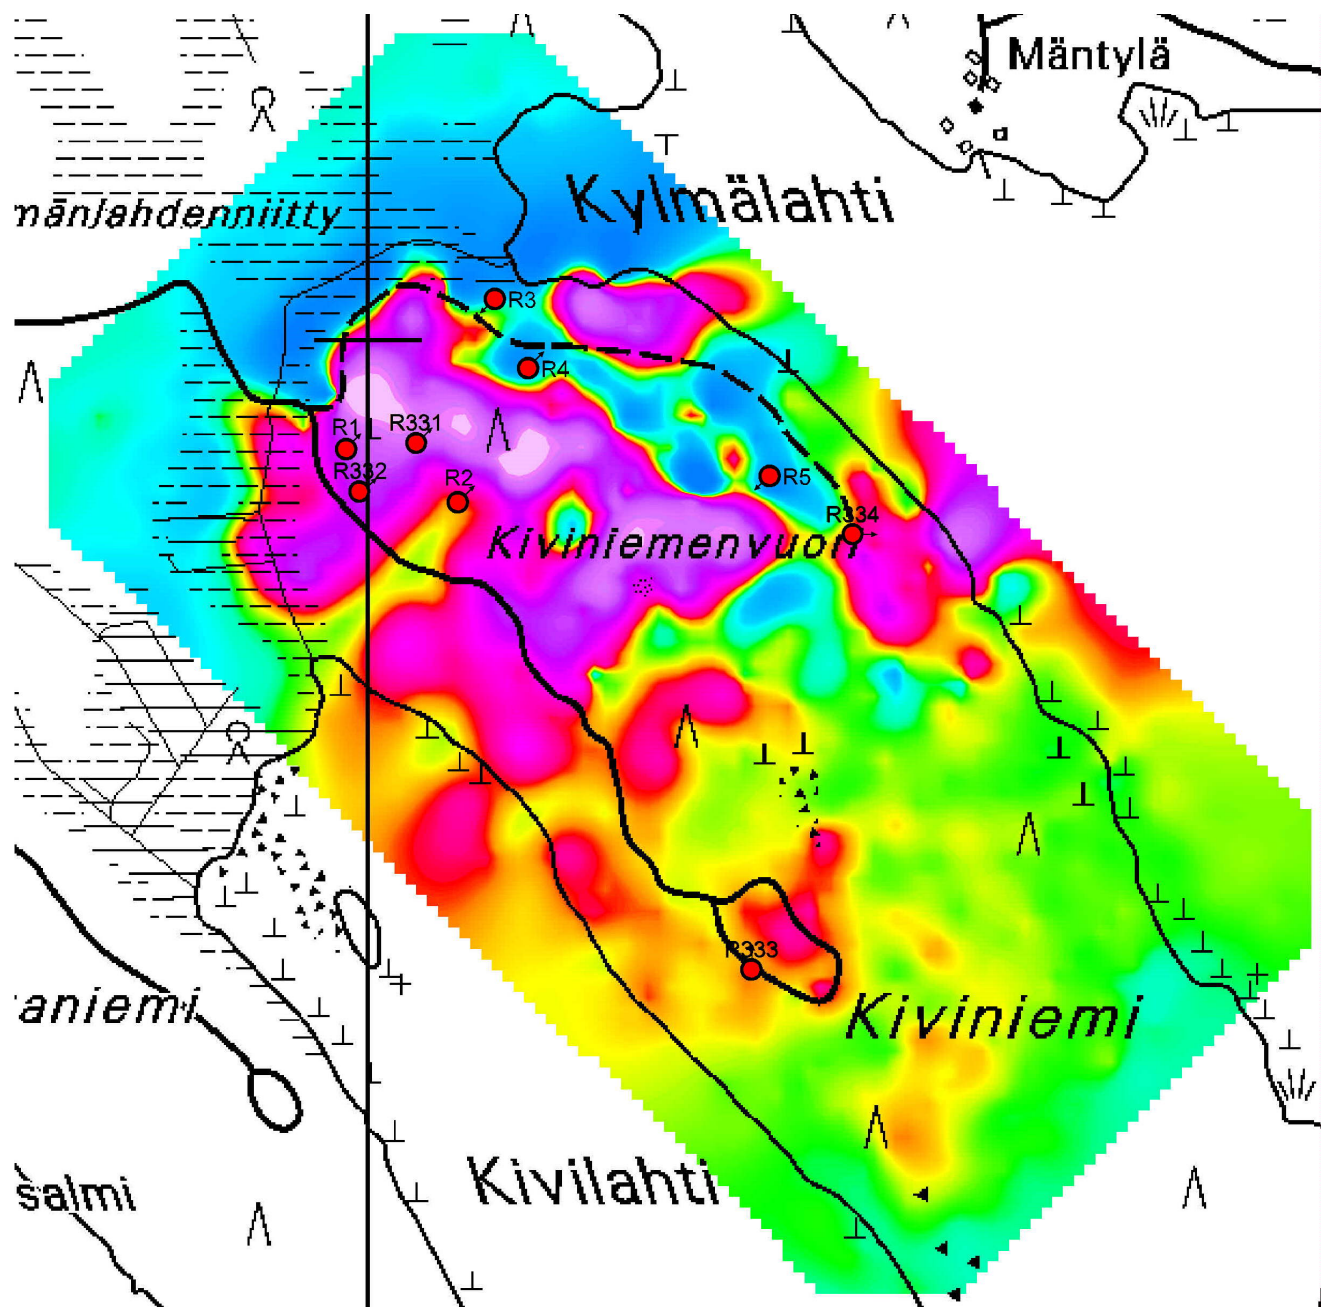 Mäntylä
Kylmälahti
mänlahdenniitty
R3
R4
R1
R331
R332
R2
R5
R334
Kiviniemenvuori
R333
Kiviniemi
aniemi
Kivilahti
salmi